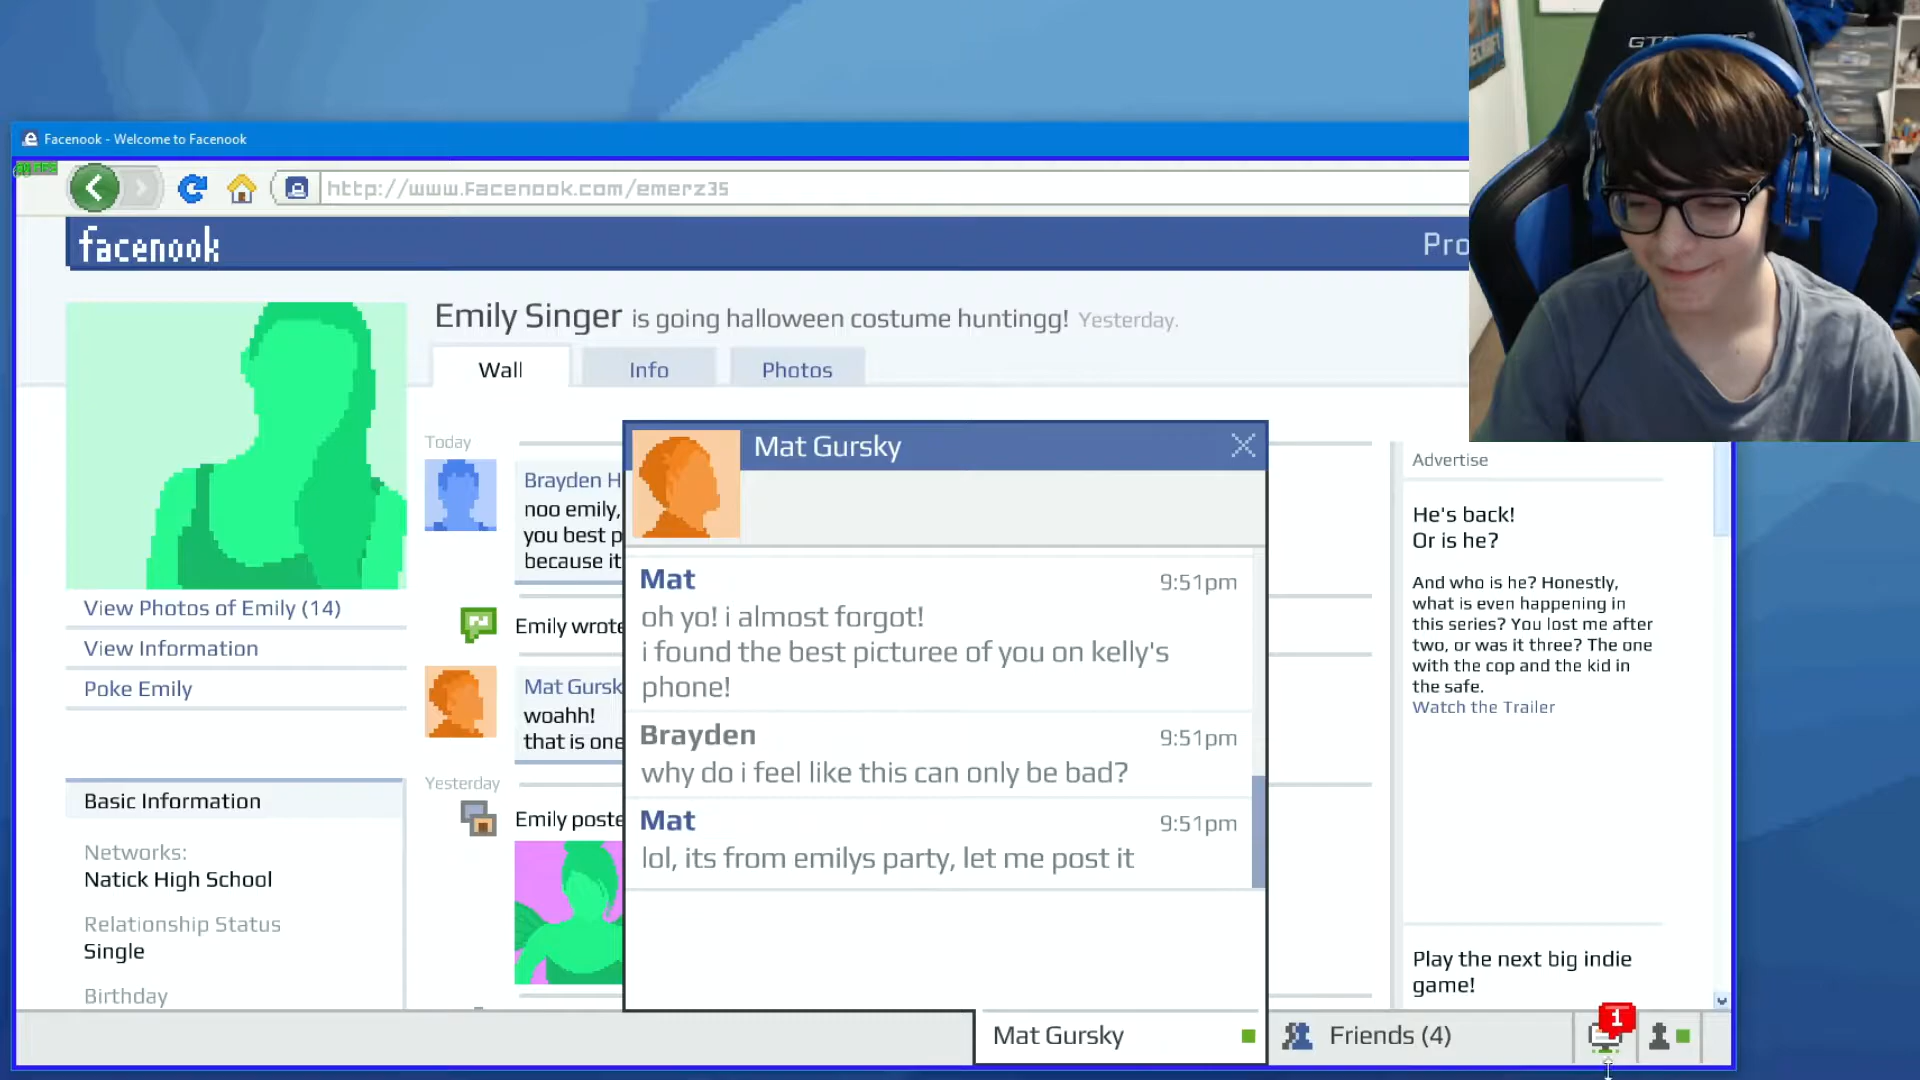 Facenook - Welcome to Facenook
http://www.Facenook.com/emerz35
facenook
Pro
Emily Singer is going halloween costume huntingg! Yesterday.
Wall
Info
Photos
View Photos of Emily (14)
View Information
Poke Emily
Basic Information
Networks:
Natick High School
Relationship Status
Single
Birthday
Today
Brayden H
noo emily,
you best p
because it
Emily wrote
Mat Gursk
woahh!
that is one
Yesterday
Emily poste
Mat Gursky
Mat 9:51pm
oh yo! i almost forgot!
i found the best picturee of you on kelly's
phone!
Brayden 9:51pm
why do i feel like this can only be bad?
Mat 9:51pm
lol, its from emilys party, let me post it
Mat Gursky
Advertise
He's back!
Or is he?
And who is he? Honestly,
what is even happening in
this series? You lost me after
two, or was it three? The one
with the cop and the kid in
the safe.
Watch the Trailer
Play the next big indie
game!
Friends (4)
1